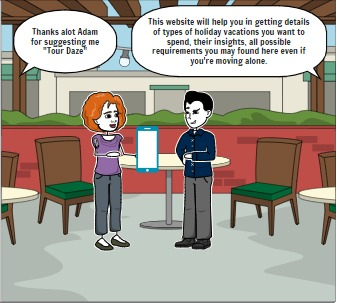 Thanks alot Adam
for suggesting me
"Tour Daze"
This website will help you in getting details
of types of holiday vacations you want to
spend, their insights, all possible
requirements you may found here even if
you're moving alone.